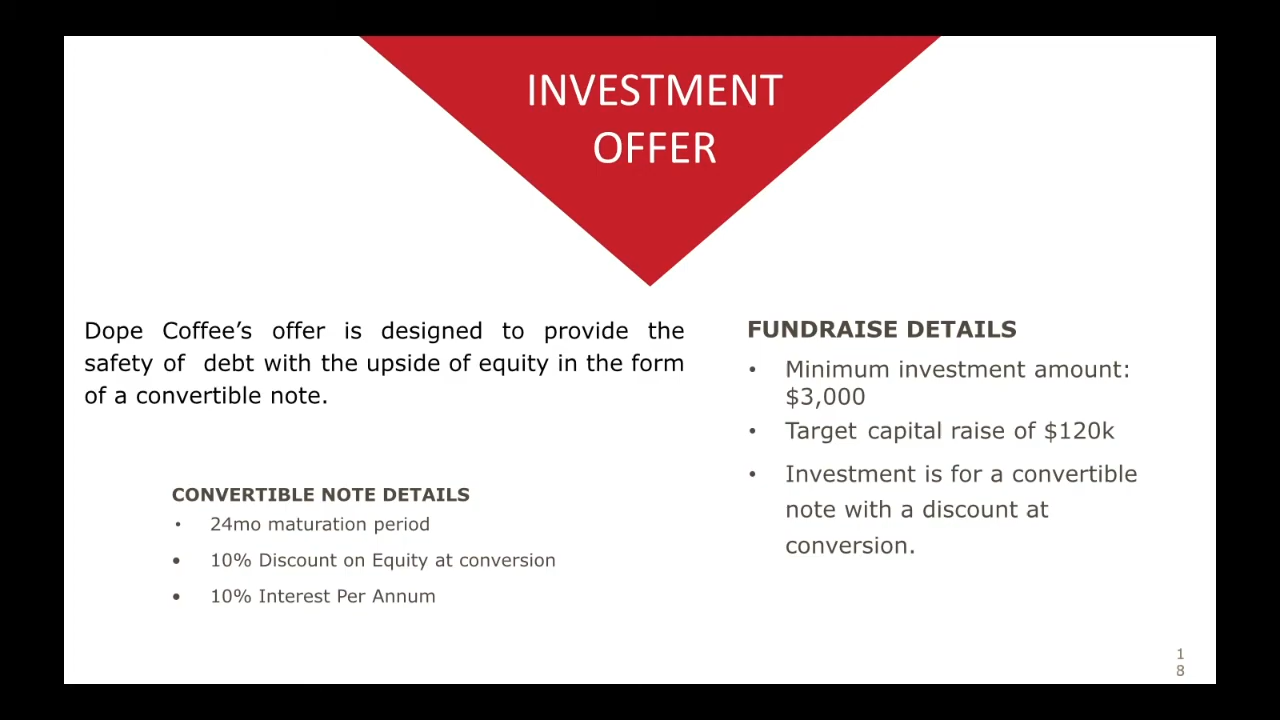 INVESTMENT
OFFER
Dope Coffee’s offer is designed to provide the
safety of debt with the upside of equity in the form
of a convertible note.
CONVERTIBLE NOTE DETAILS
• 24mo maturation period
• 10% Discount on Equity at conversion
• 10% Interest Per Annum
FUNDRAISE DETAILS
• Minimum investment amount:
$3,000
• Target capital raise of $120k
• Investment is for a convertible
note with a discount at
conversion.
1
8